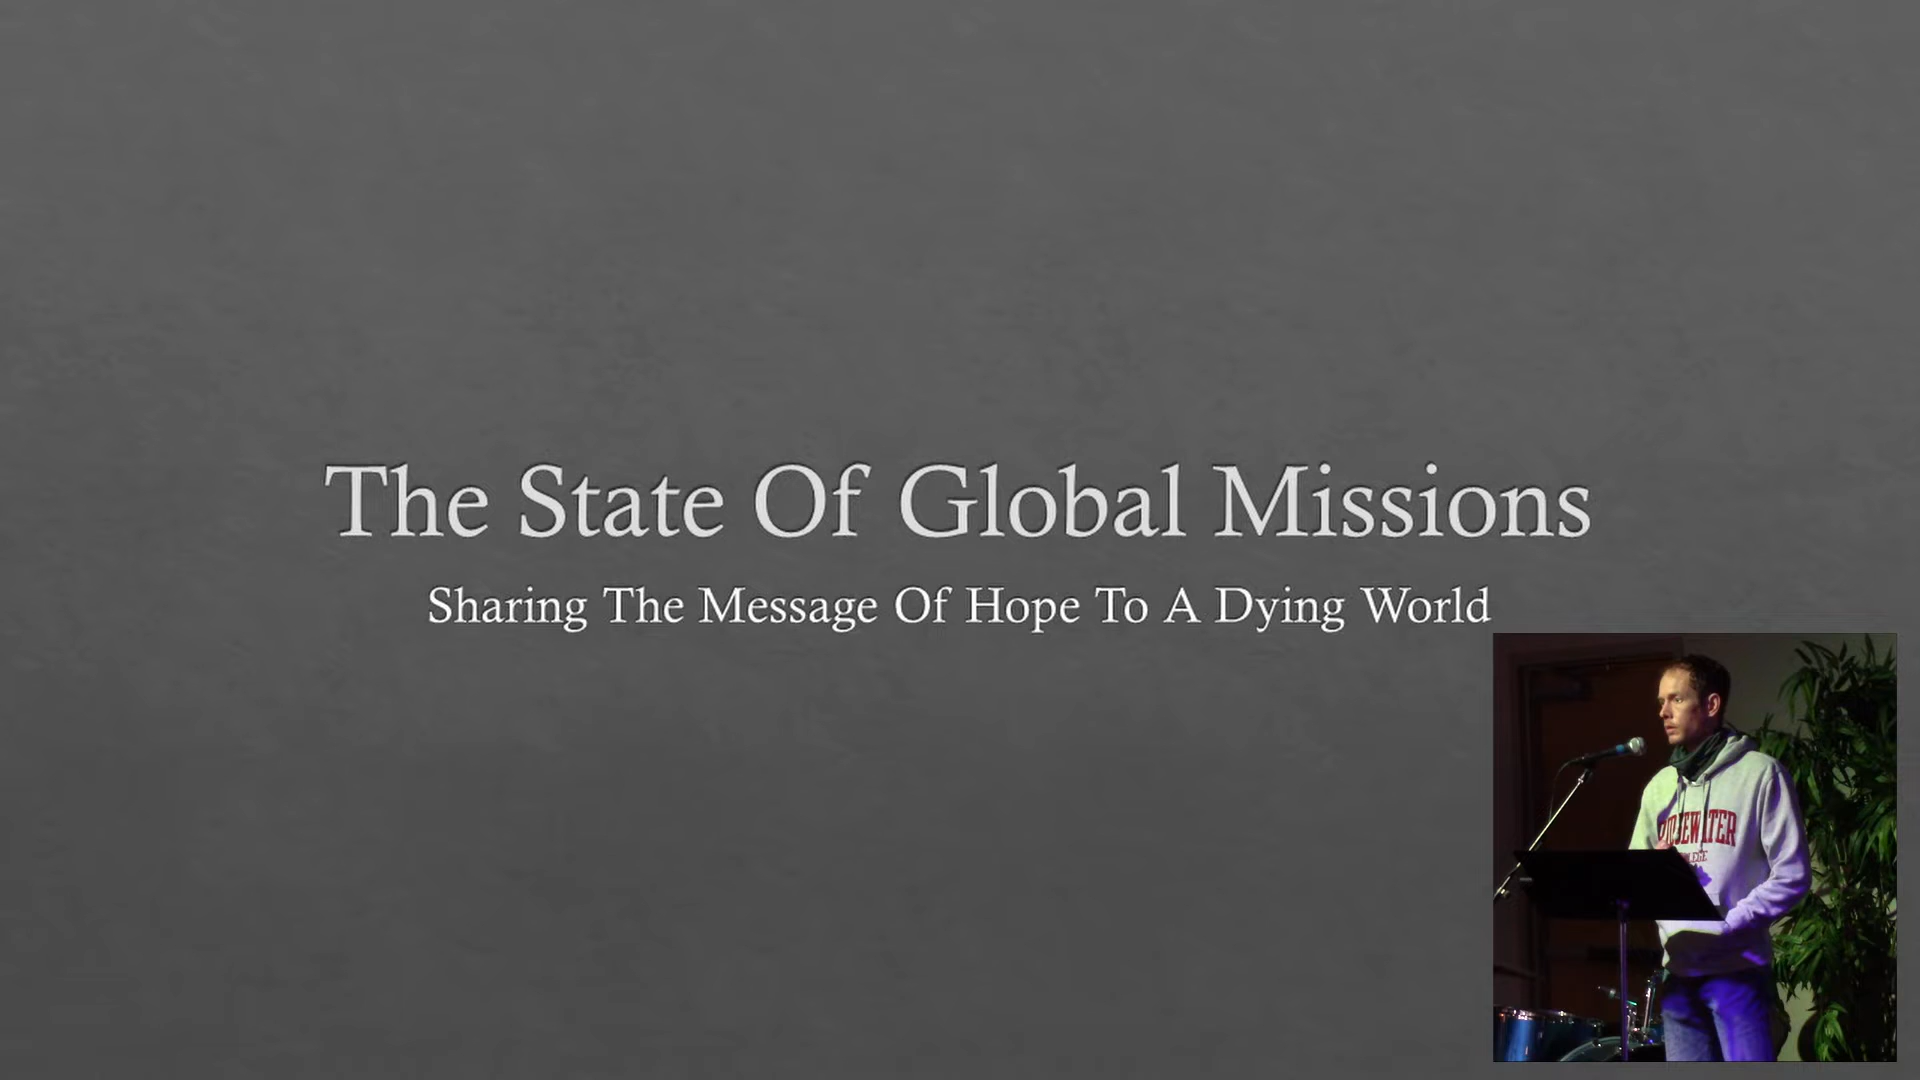 The State Of Global Missions
Sharing The Message Of Hope To A Dying World